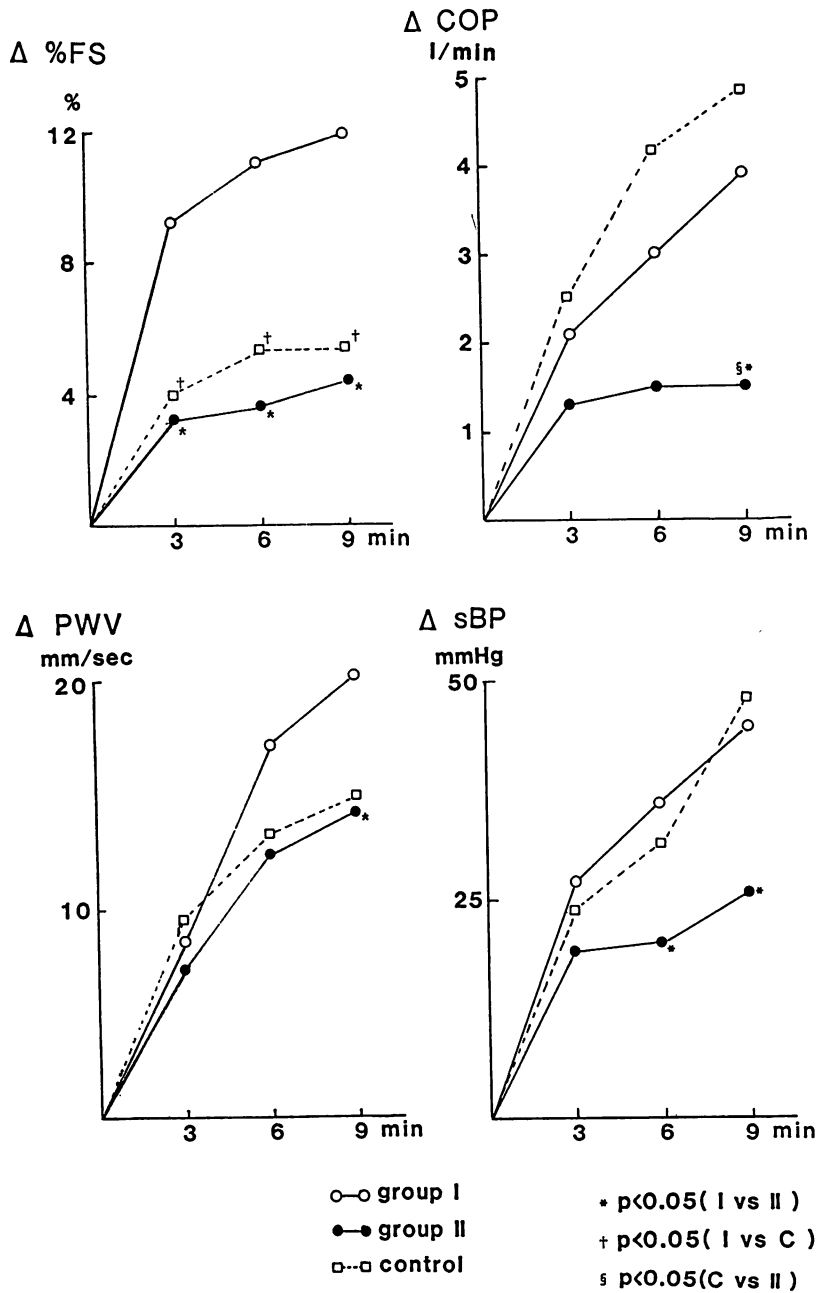 Δ %FS
%
12
8
4
†
†
†
*
*
*
3 6 9 min
Δ COP
l/min
5
4
3
2
1
§*
3 6 9 min
Δ PWV
mm/sec
20
10
*
3 6 9 min
Δ sBP
mmHg
50
25
*
*
3 6 9 min
group I
group II
control
* p<0.05( I vs II )
† p<0.05( I vs C )
§ p<0.05(C vs II )